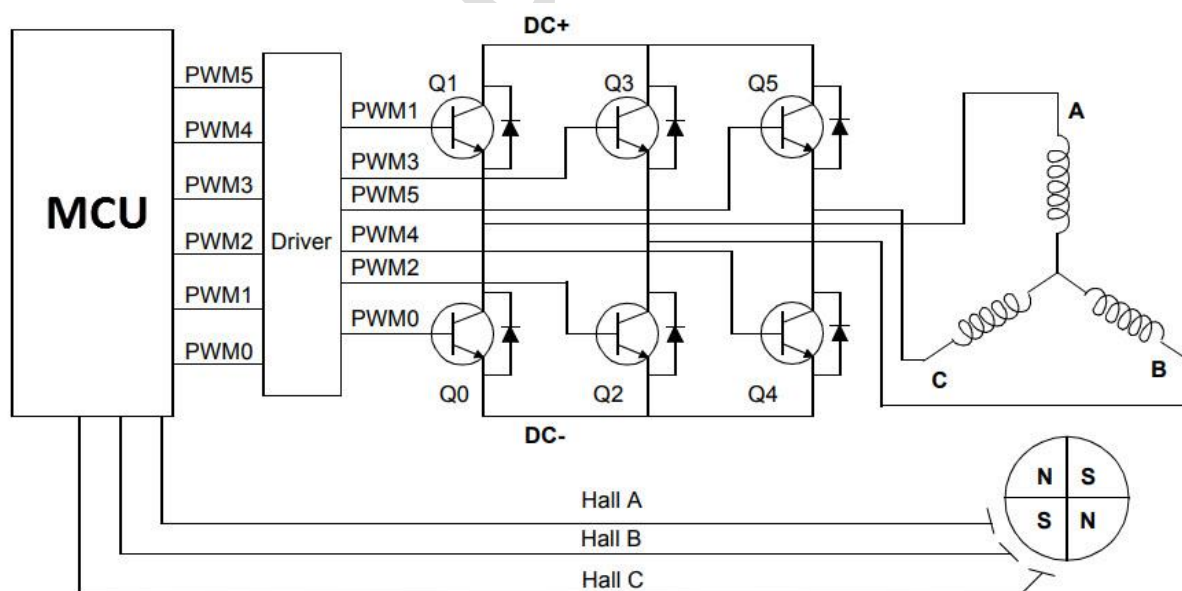 DC+
PWM5
PWM4
PWM3
PWM2
PWM1
PWM0
MCU
Driver
PWM1
PWM3
PWM5
PWM4
PWM2
PWM0
Q1
Q3
Q5
Q0
Q2
Q4
DC-
A
C
B
Hall A
Hall B
Hall C
N S
S N